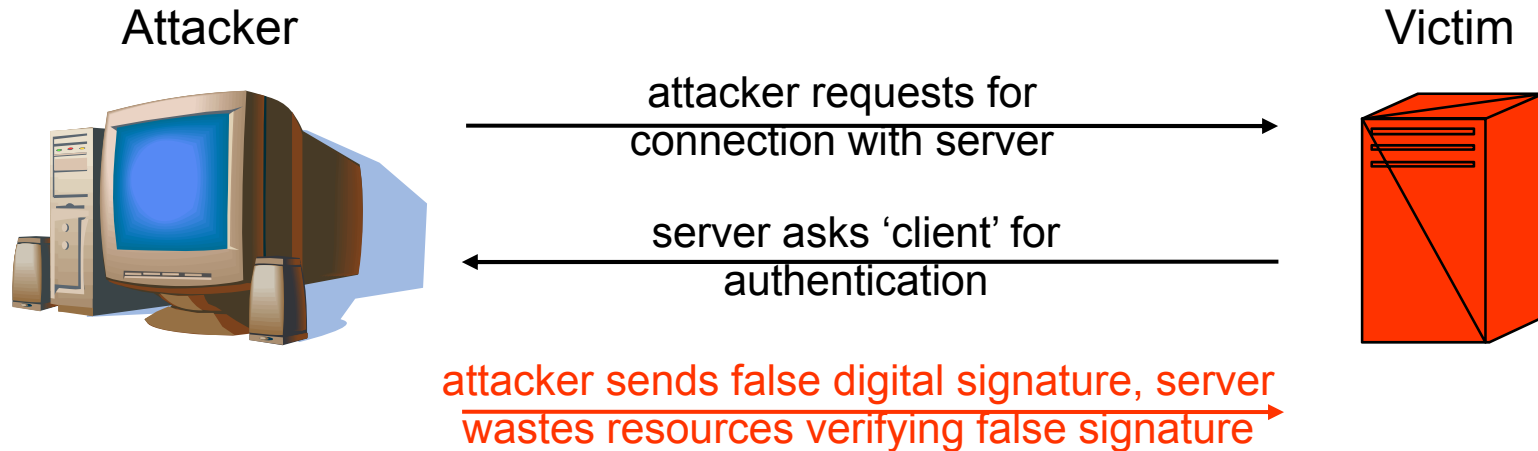 Attacker
Victim
attacker requests for
connection with server
server asks ‘client’ for
authentication
attacker sends false digital signature, server
wastes resources verifying false signature